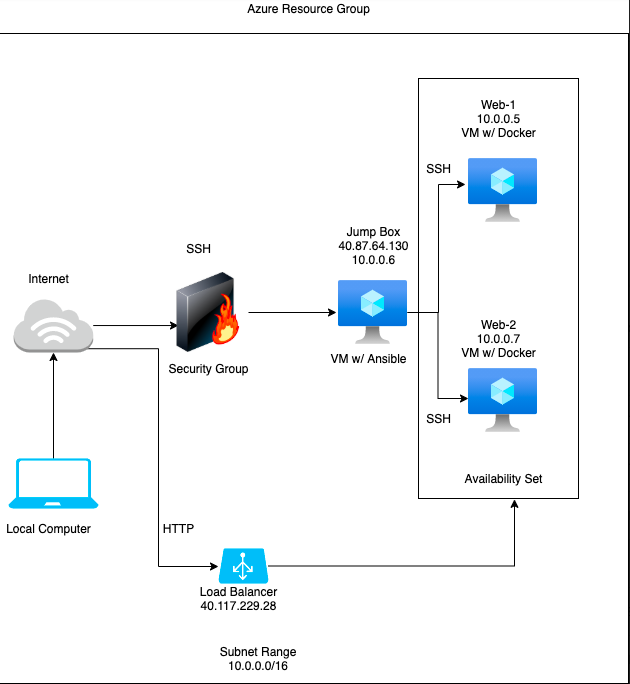 Azure Resource Group
Web-1
10.0.0.5
VM w/ Docker
SSH
Jump Box
40.87.64.130
10.0.0.6
SSH
Internet
Web-2
10.0.0.7
VM w/ Docker
VM w/ Ansible
Security Group
SSH
Availability Set
Local Computer
HTTP
Load Balancer
40.117.229.28
Subnet Range
10.0.0.0/16